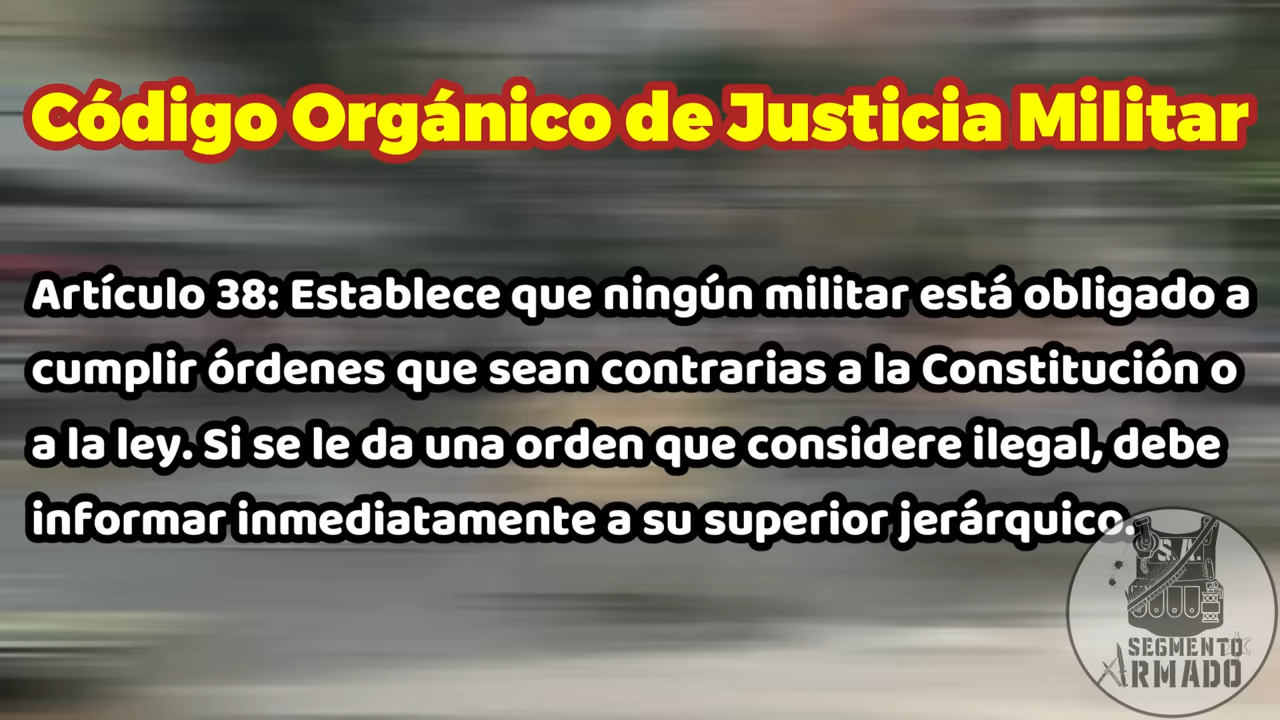 Código Orgánico de Justicia Militar
Artículo 38: Establece que ningún militar está obligado a
cumplir órdenes que sean contrarias a la Constitución o
a la ley. Si se le da una orden que considere ilegal, debe
informar inmediatamente a su superior jerárquico.
S.A.
SEGMENTO
ARMADO